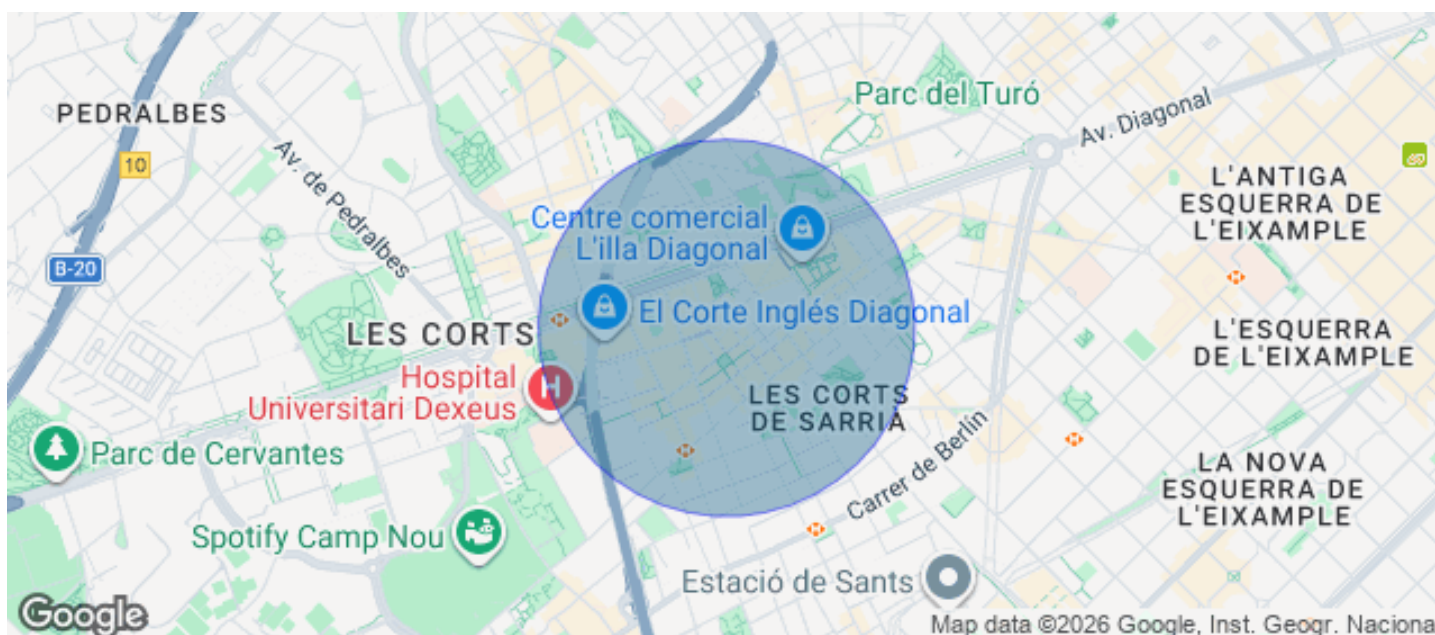 Parc del Turó
Av. Diagonal
PEDRALBES
10
Av. de Pedralbes
L'ANTIGA
ESQUERRA DE
L'EIXAMPLE
Centre comercial
L'illa Diagonal
B-20
El Corte Inglés Diagonal
LES CORTS
L'ESQUERRA
DE L'EIXAMPLE
Hospital
Universitari Dexeus
H
LES CORTS
DE SARRIÀ
Parc de Cervantes
Carrer de Berlín
LA NOVA
ESQUERRA DE
L'EIXAMPLE
Spotify Camp Nou
Estació de Sants
Google
Map data ©2026 Google, Inst. Geogr. Naciona